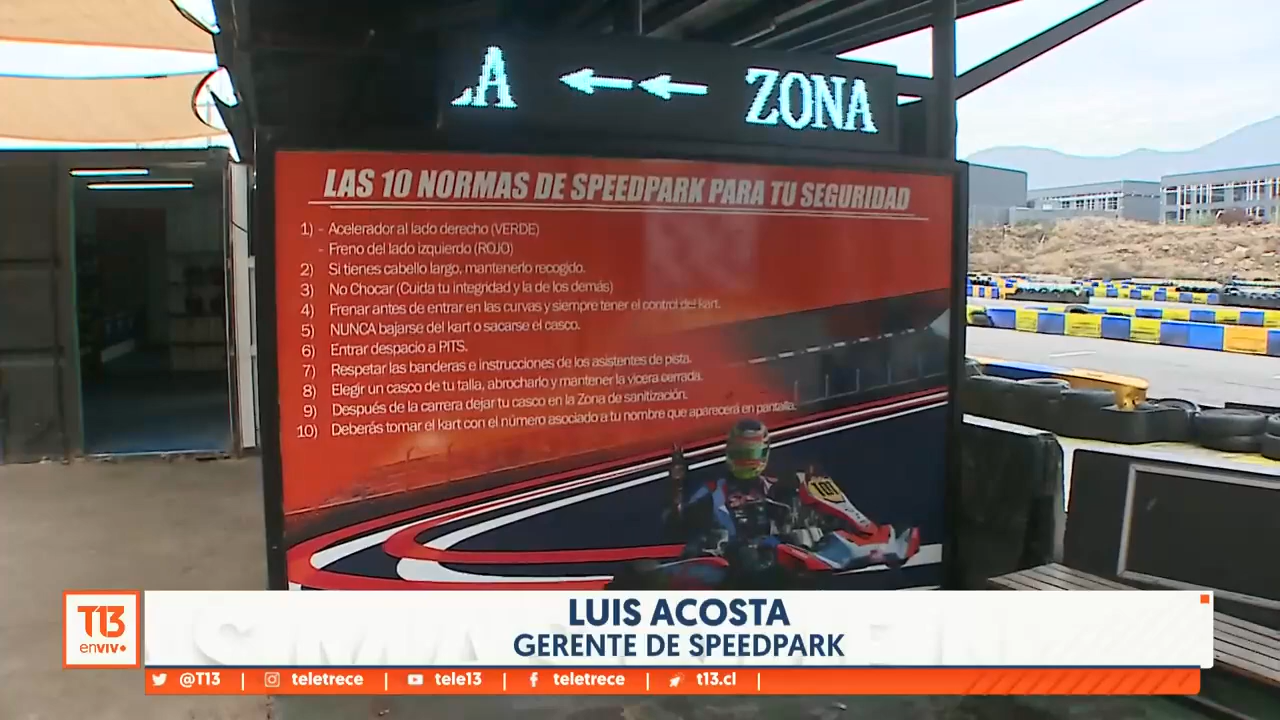 A
ZONA
LAS 10 NORMAS DE SPEEDPARK PARA TU SEGURIDAD
1) - Acelerador al lado derecho (VERDE)
- Freno del lado izquierdo (ROJO)
2) Si tienes cabello largo, mantenerlo recogido.
3) No Chocar (Cuida tu integridad y la de los demás)
4) Frenar antes de entrar en las curvas y siempre tener el control del kart.
5) NUNCA bajarse del kart o sacarse el casco.
6) Entrar despacio a PITS.
7) Respetar las banderas e instrucciones de los asistentes de pista.
8) Elegir un casco de tu talla, abrocharlo y mantener la vicera cerrada.
9) Después de la carrera dejar tu casco en la Zona de sanitización.
10) Deberás tomar el kart con el número asociado a tu nombre que aparecerá en pantalla.
101
LUIS ACOSTA
GERENTE DE SPEEDPARK
T13
en vivo
@T13 | teletrece | tele13 | teletrece | t13.cl |